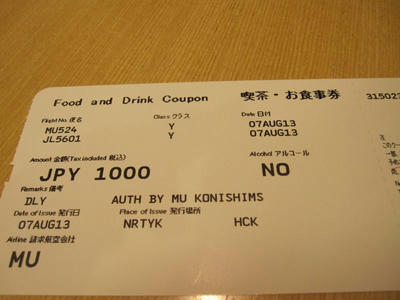 Food and Drink Coupon 喫茶・お食事券 315023
Flight No. 便名 Class クラス Date 日付
MU524 Y 07AUG13
JL5601 Y 07AUG13
Amount 金額(Tax included 税込) Alcohol アルコール
JPY 1000 NO
Remarks 備考
DLY AUTH BY MU KONISHIMS
Date of Issue 発行日 Place of Issue 発行場所
07AUG13 NRTYK HCK
Airline 請求航空会社
MU